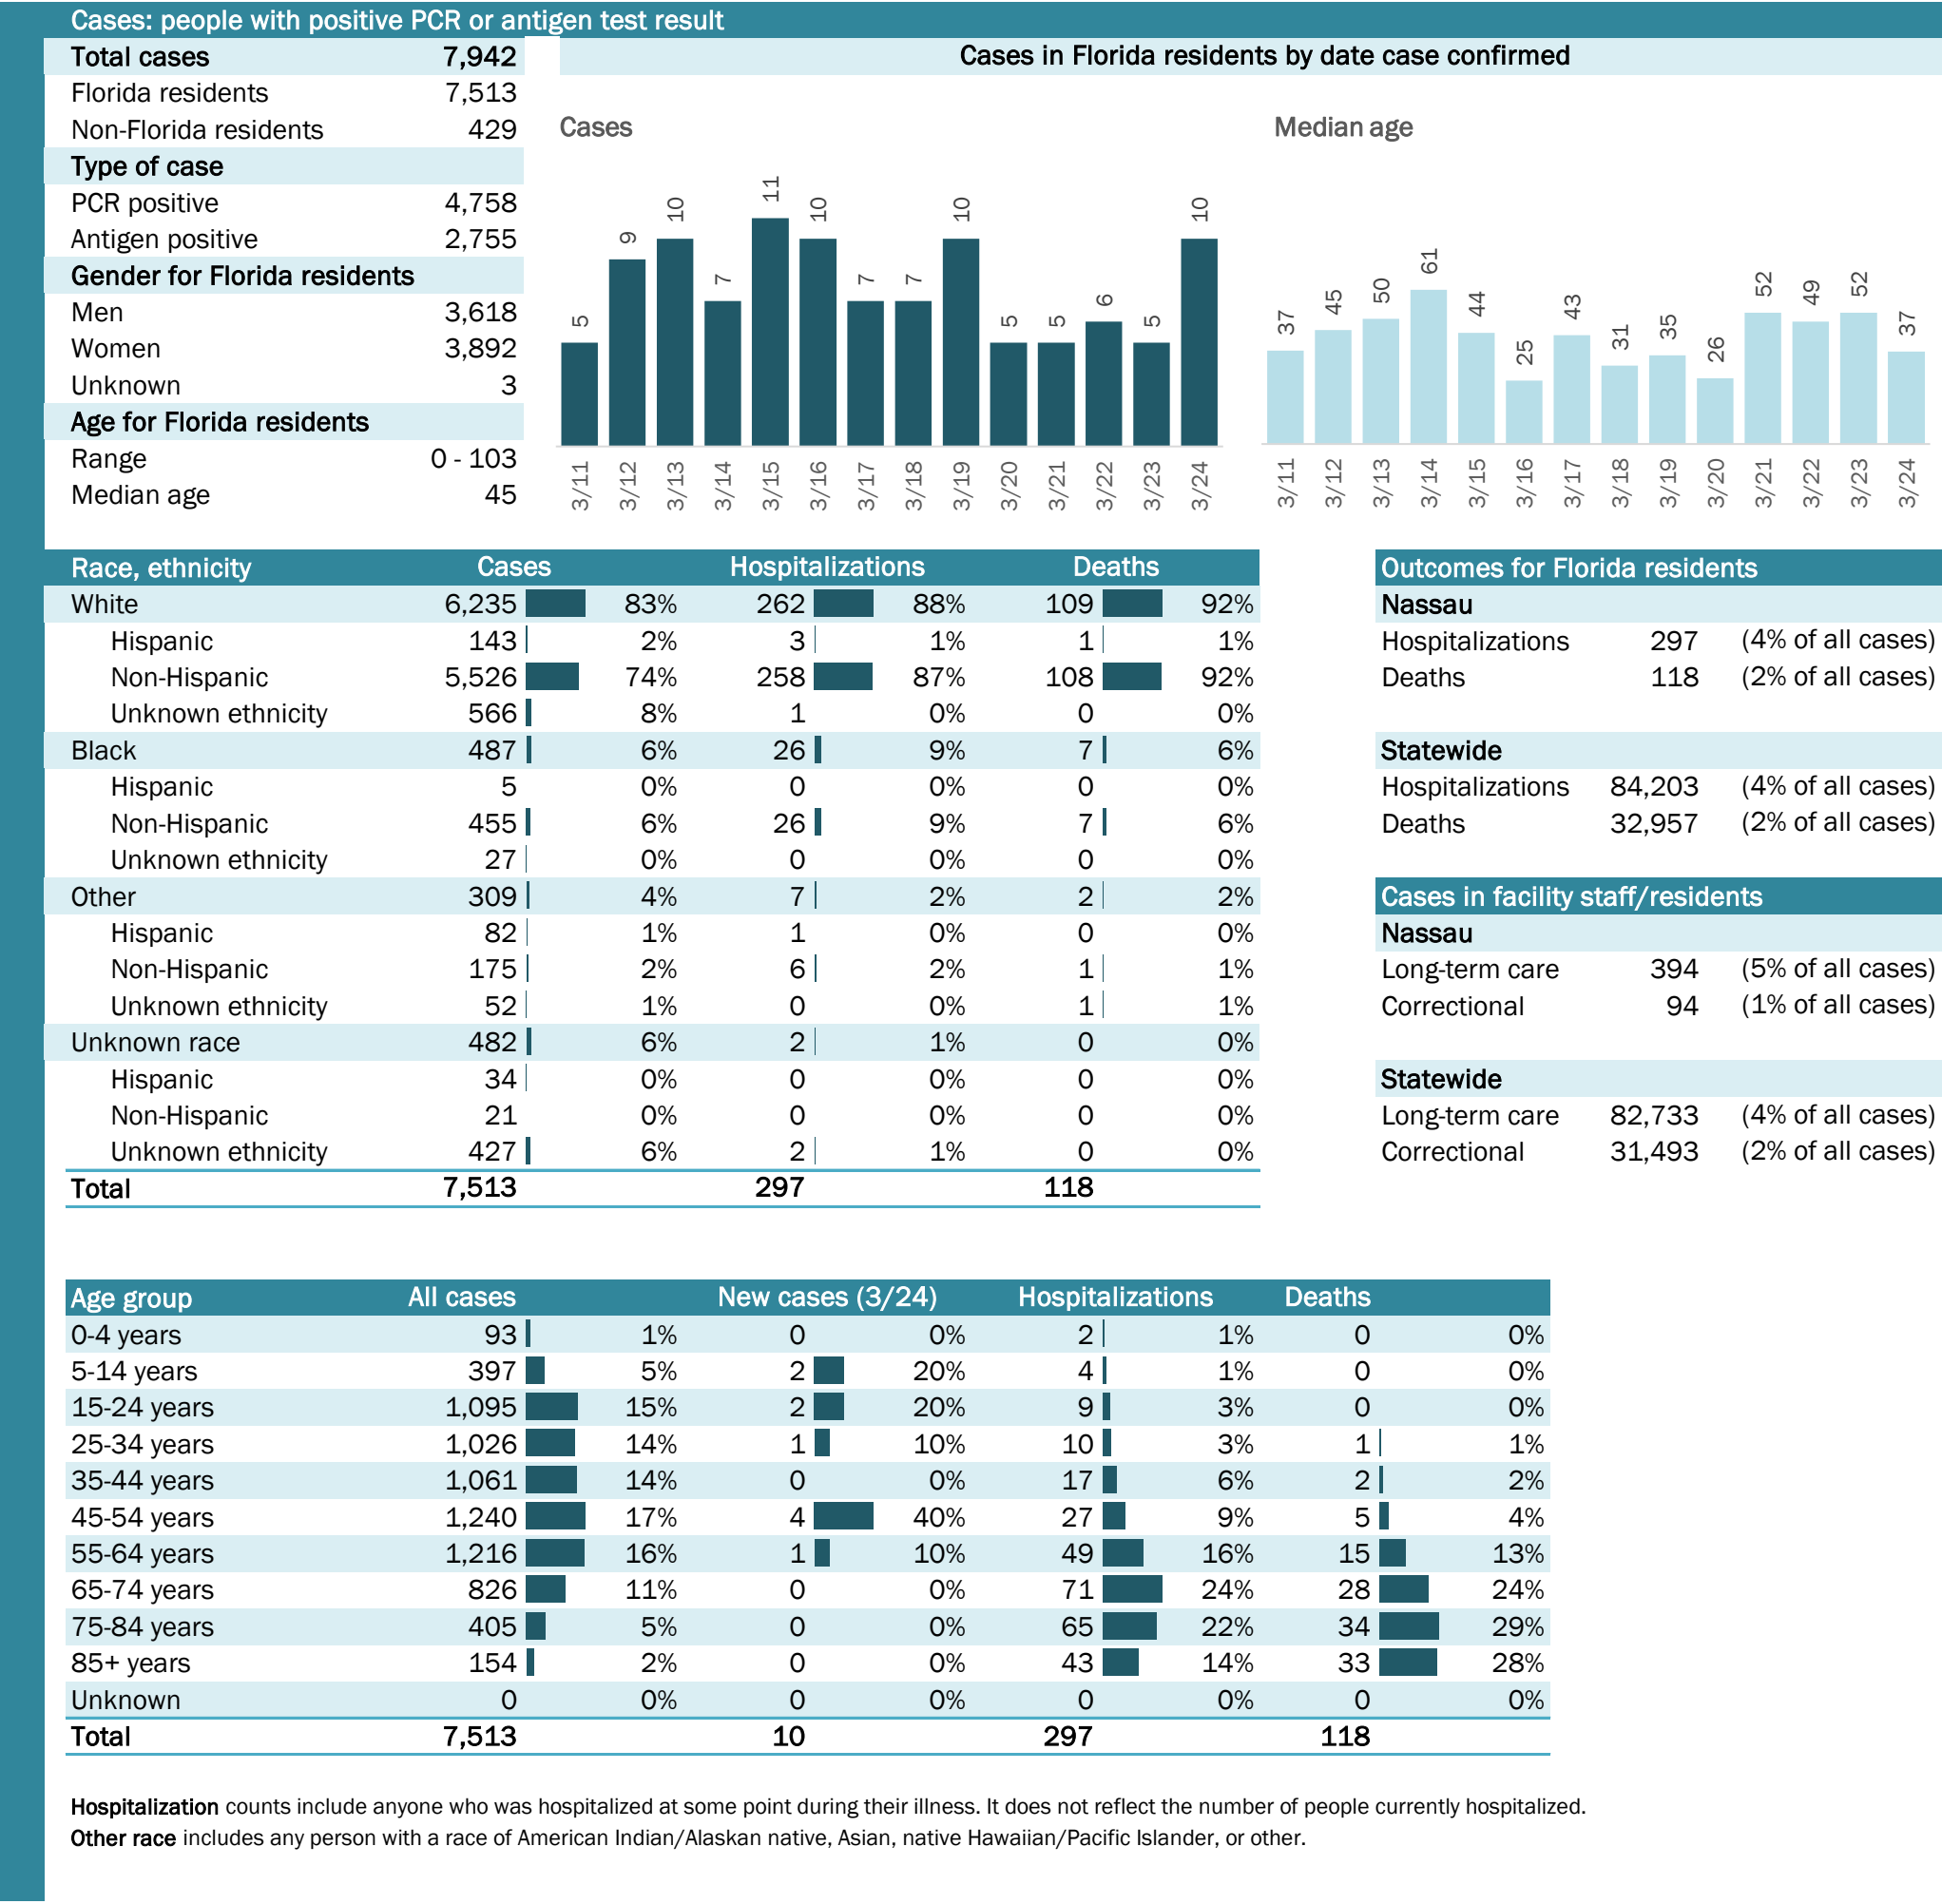 Cases: people with positive PCR or antigen test result
Total cases 7,942
Florida residents 7,513
Non-Florida residents 429
Type of case
PCR positive 4,758
Antigen positive 2,755
Gender for Florida residents
Men 3,618
Women 3,892
Unknown 3
Age for Florida residents
Range 0 - 103
Median age 45
Cases in Florida residents by date case confirmed
Cases
5 9 10 7 11 10 7 7 10 5 5 6 5 10
3/11 3/12 3/13 3/14 3/15 3/16 3/17 3/18 3/19 3/20 3/21 3/22 3/23 3/24
Median age
37 45 50 61 44 25 43 31 35 26 52 49 52 37
3/11 3/12 3/13 3/14 3/15 3/16 3/17 3/18 3/19 3/20 3/21 3/22 3/23 3/24
Race, ethnicity Cases Hospitalizations Deaths
White 6,235 83% 262 88% 109 92%
Hispanic 143 2% 3 1% 1 1%
Non-Hispanic 5,526 74% 258 87% 108 92%
Unknown ethnicity 566 8% 1 0% 0 0%
Black 487 6% 26 9% 7 6%
Hispanic 5 0% 0 0% 0 0%
Non-Hispanic 455 6% 26 9% 7 6%
Unknown ethnicity 27 0% 0 0% 0 0%
Other 309 4% 7 2% 2 2%
Hispanic 82 1% 1 0% 0 0%
Non-Hispanic 175 2% 6 2% 1 1%
Unknown ethnicity 52 1% 0 0% 1 1%
Unknown race 482 6% 2 1% 0 0%
Hispanic 34 0% 0 0% 0 0%
Non-Hispanic 21 0% 0 0% 0 0%
Unknown ethnicity 427 6% 2 1% 0 0%
Total 7,513 297 118
Outcomes for Florida residents
Nassau
Hospitalizations 297 (4% of all cases)
Deaths 118 (2% of all cases)
Statewide
Hospitalizations 84,203 (4% of all cases)
Deaths 32,957 (2% of all cases)
Cases in facility staff/residents
Nassau
Long-term care 394 (5% of all cases)
Correctional 94 (1% of all cases)
Statewide
Long-term care 82,733 (4% of all cases)
Correctional 31,493 (2% of all cases)
Age group All cases New cases (3/24) Hospitalizations Deaths
0-4 years 93 1% 0 0% 2 1% 0 0%
5-14 years 397 5% 2 20% 4 1% 0 0%
15-24 years 1,095 15% 2 20% 9 3% 0 0%
25-34 years 1,026 14% 1 10% 10 3% 1 1%
35-44 years 1,061 14% 0 0% 17 6% 2 2%
45-54 years 1,240 17% 4 40% 27 9% 5 4%
55-64 years 1,216 16% 1 10% 49 16% 15 13%
65-74 years 826 11% 0 0% 71 24% 28 24%
75-84 years 405 5% 0 0% 65 22% 34 29%
85+ years 154 2% 0 0% 43 14% 33 28%
Unknown 0 0% 0 0% 0 0% 0 0%
Total 7,513 10 297 118
Hospitalization counts include anyone who was hospitalized at some point during their illness. It does not reflect the number of people currently hospitalized.
Other race includes any person with a race of American Indian/Alaskan native, Asian, native Hawaiian/Pacific Islander, or other.